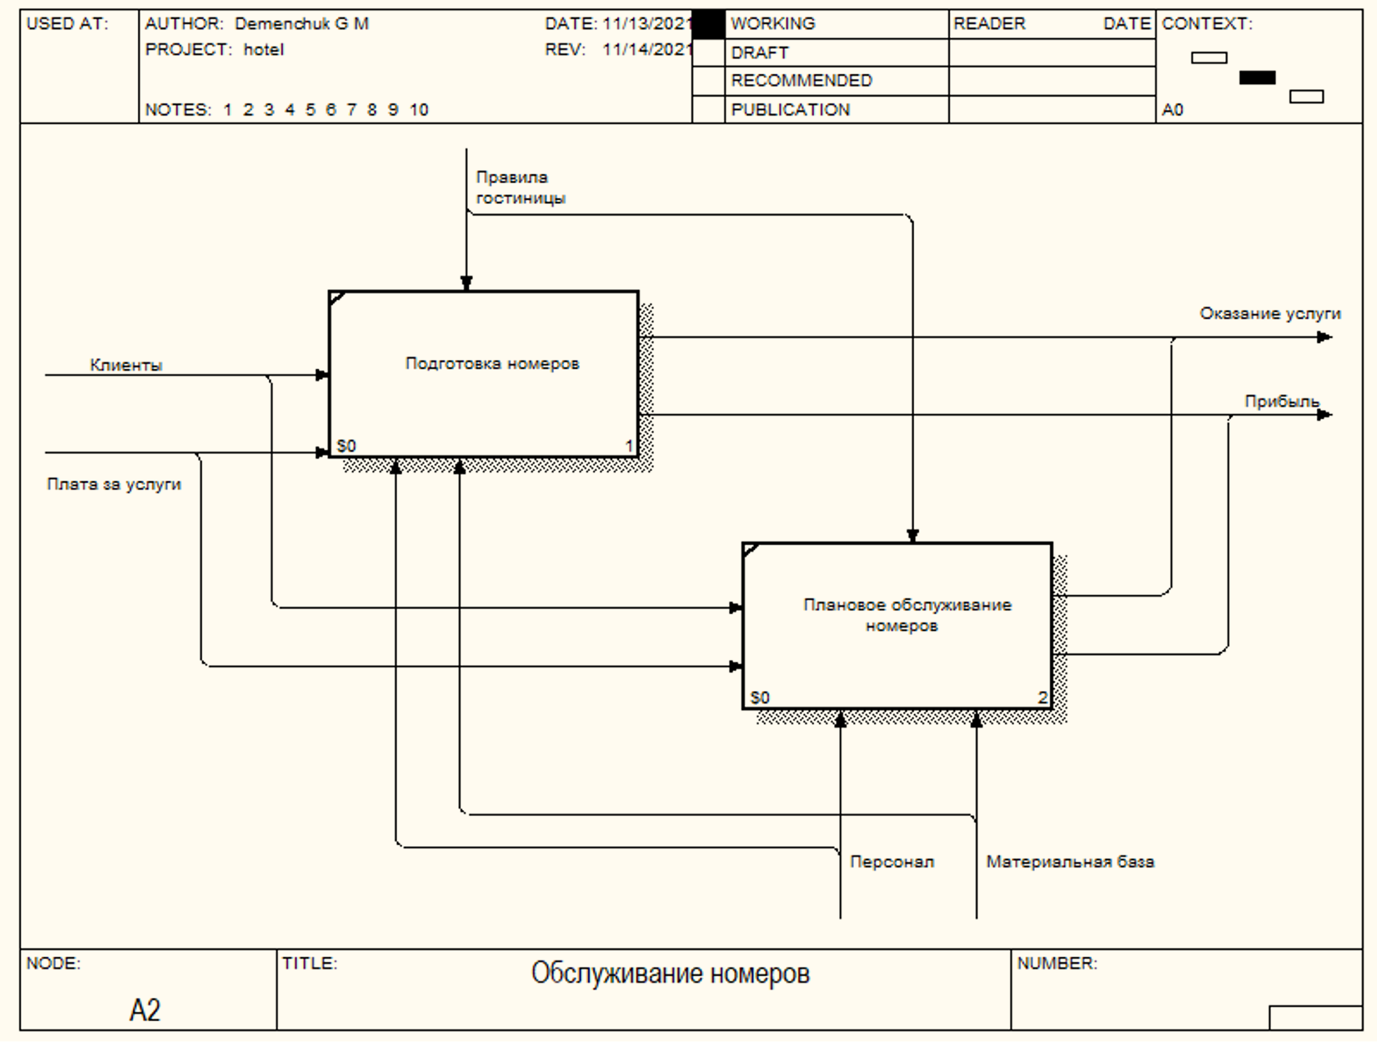 USED AT:
AUTHOR: Demenchuk G M
DATE: 11/13/2021
WORKING
READER
DATE
CONTEXT:
PROJECT: hotel
REV: 11/14/2021
DRAFT
RECOMMENDED
NOTES: 1 2 3 4 5 6 7 8 9 10
PUBLICATION
A0
Правила
гостиницы
Оказание услуги
Клиенты
Подготовка номеров
Прибыль
$0
1
Плата за услуги
Плановое обслуживание
номеров
$0
2
Персонал
Материальная база
NODE:
TITLE:
Обслуживание номеров
NUMBER:
A2